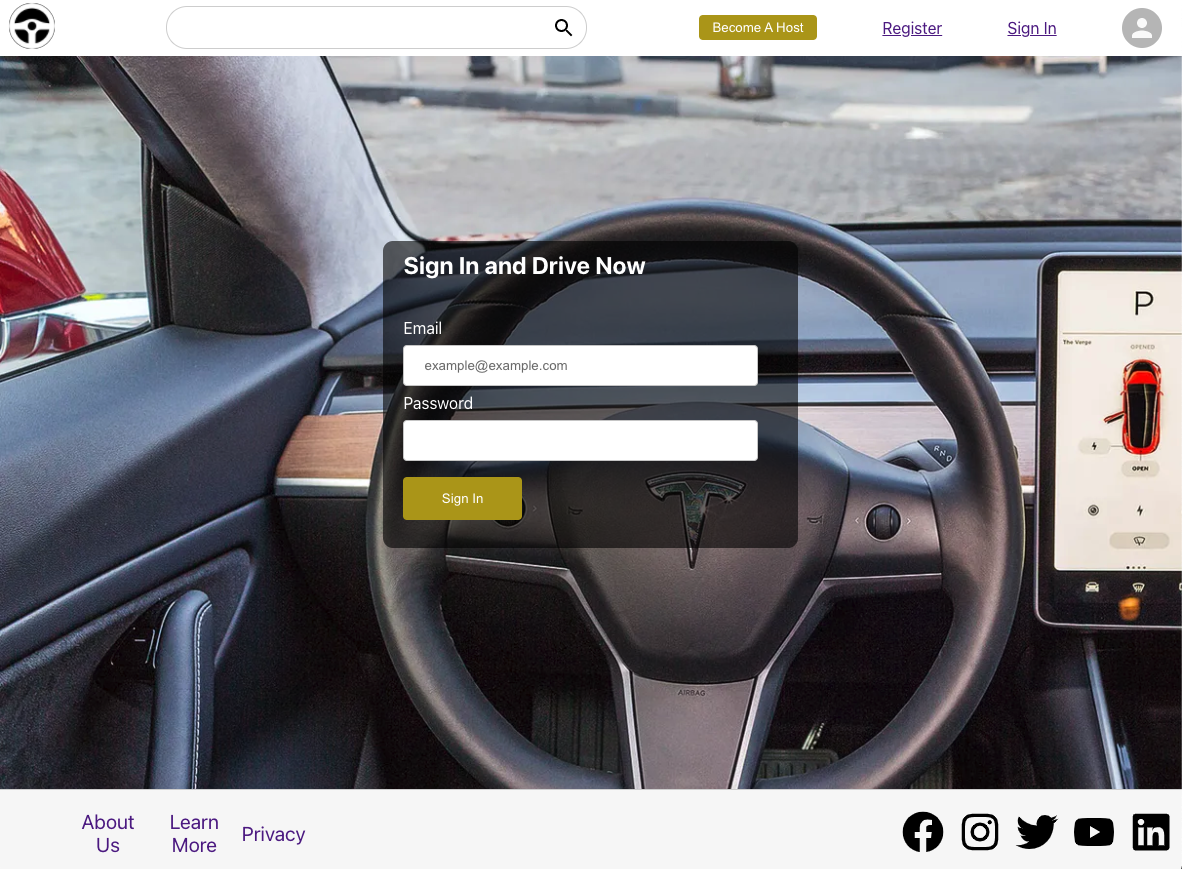 Become A Host
Register
Sign In
Sign In and Drive Now
Email
example@example.com
Password
Sign In
P
The Verge
OPENED
OPEN
R N D
AIRBAG
About
Us
Learn
More
Privacy